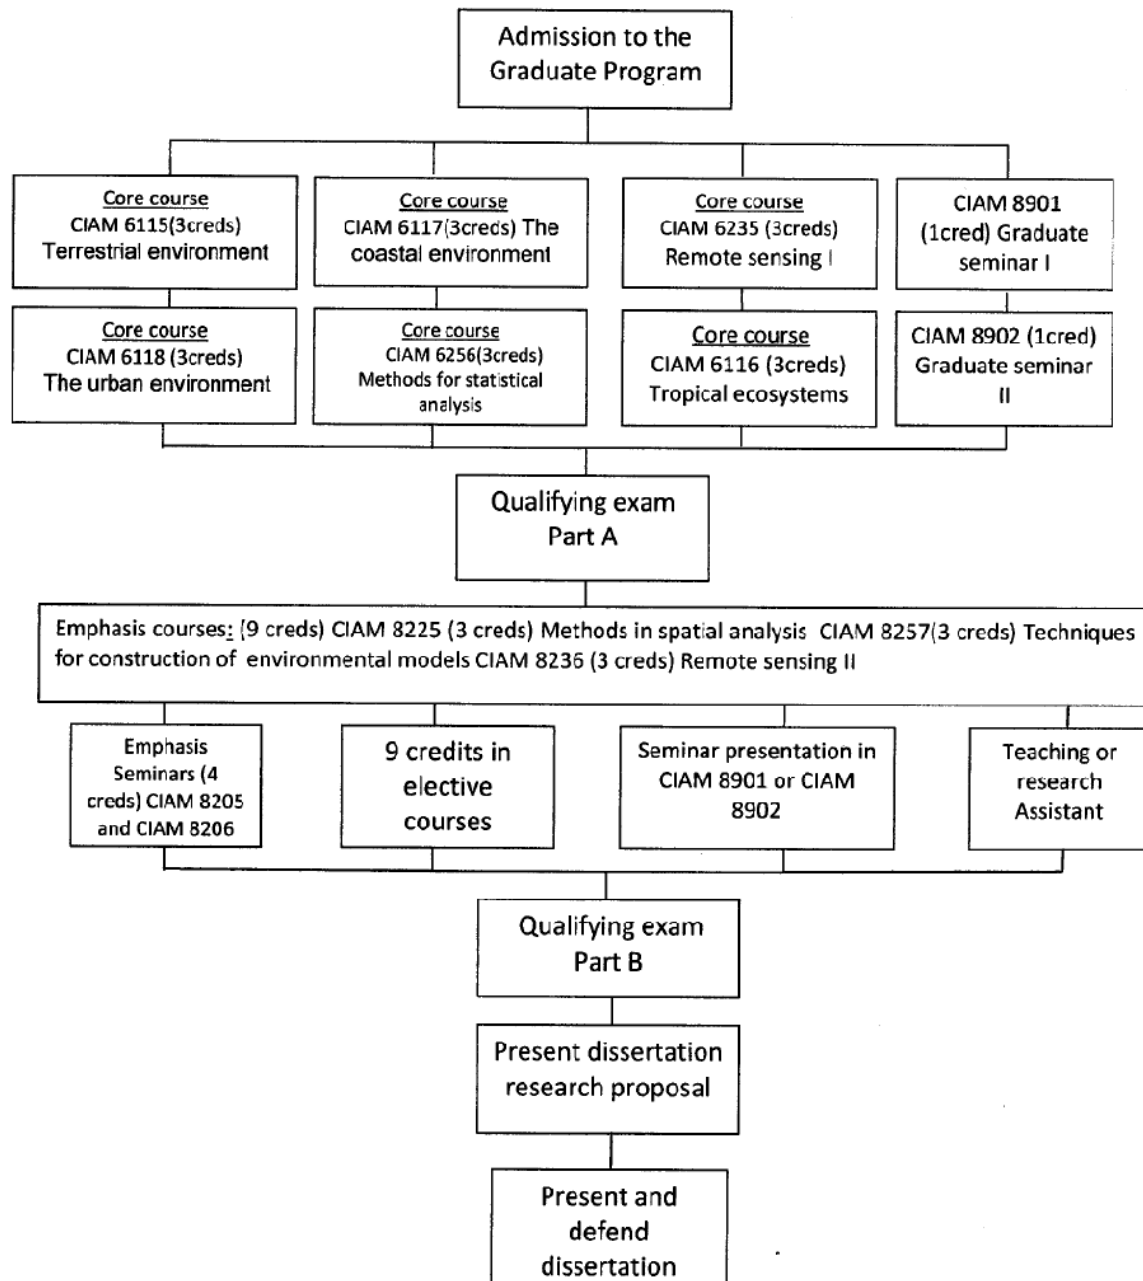 Admission to the
Graduate Program
Core course
CIAM 6115(3creds)
Terrestrial environment
Core course
CIAM 6117(3creds) The
coastal environment
Core course
CIAM 6235 (3creds)
Remote sensing I
CIAM 8901
(1cred) Graduate
seminar I
Core course
CIAM 6118 (3creds)
The urban environment
Core course
CIAM 6256(3creds)
Methods for statistical
analysis
Core course
CIAM 6116 (3creds)
Tropical ecosystems
CIAM 8902 (1cred)
Graduate seminar
II
Qualifying exam
Part A
Emphasis courses: (9 creds) CIAM 8225 (3 creds) Methods in spatial analysis CIAM 8257(3 creds) Techniques
for construction of environmental models CIAM 8236 (3 creds) Remote sensing II
Emphasis
Seminars (4
creds) CIAM 8205
and CIAM 8206
9 credits in
elective
courses
Seminar presentation in
CIAM 8901 or CIAM
8902
Teaching or
research
Assistant
Qualifying exam
Part B
Present dissertation
research proposal
Present and
defend
dissertation